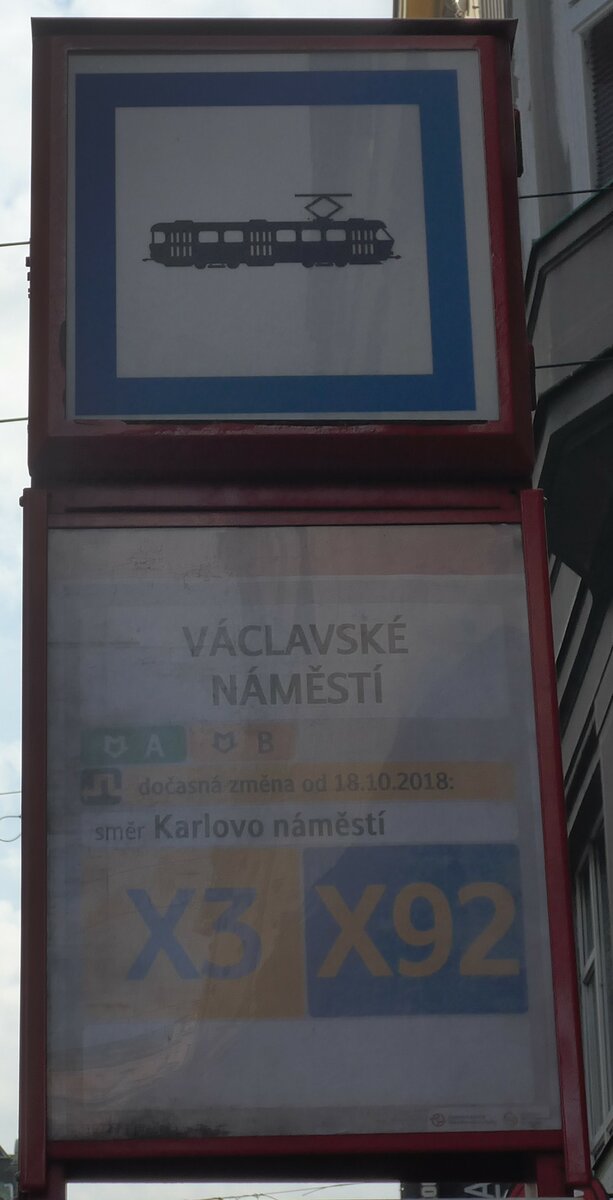 VÁCLAVSKÉ
NÁMĚSTÍ
A B
dočasná změna od 18.10.2018:
směr Karlovo náměstí
X3 X92